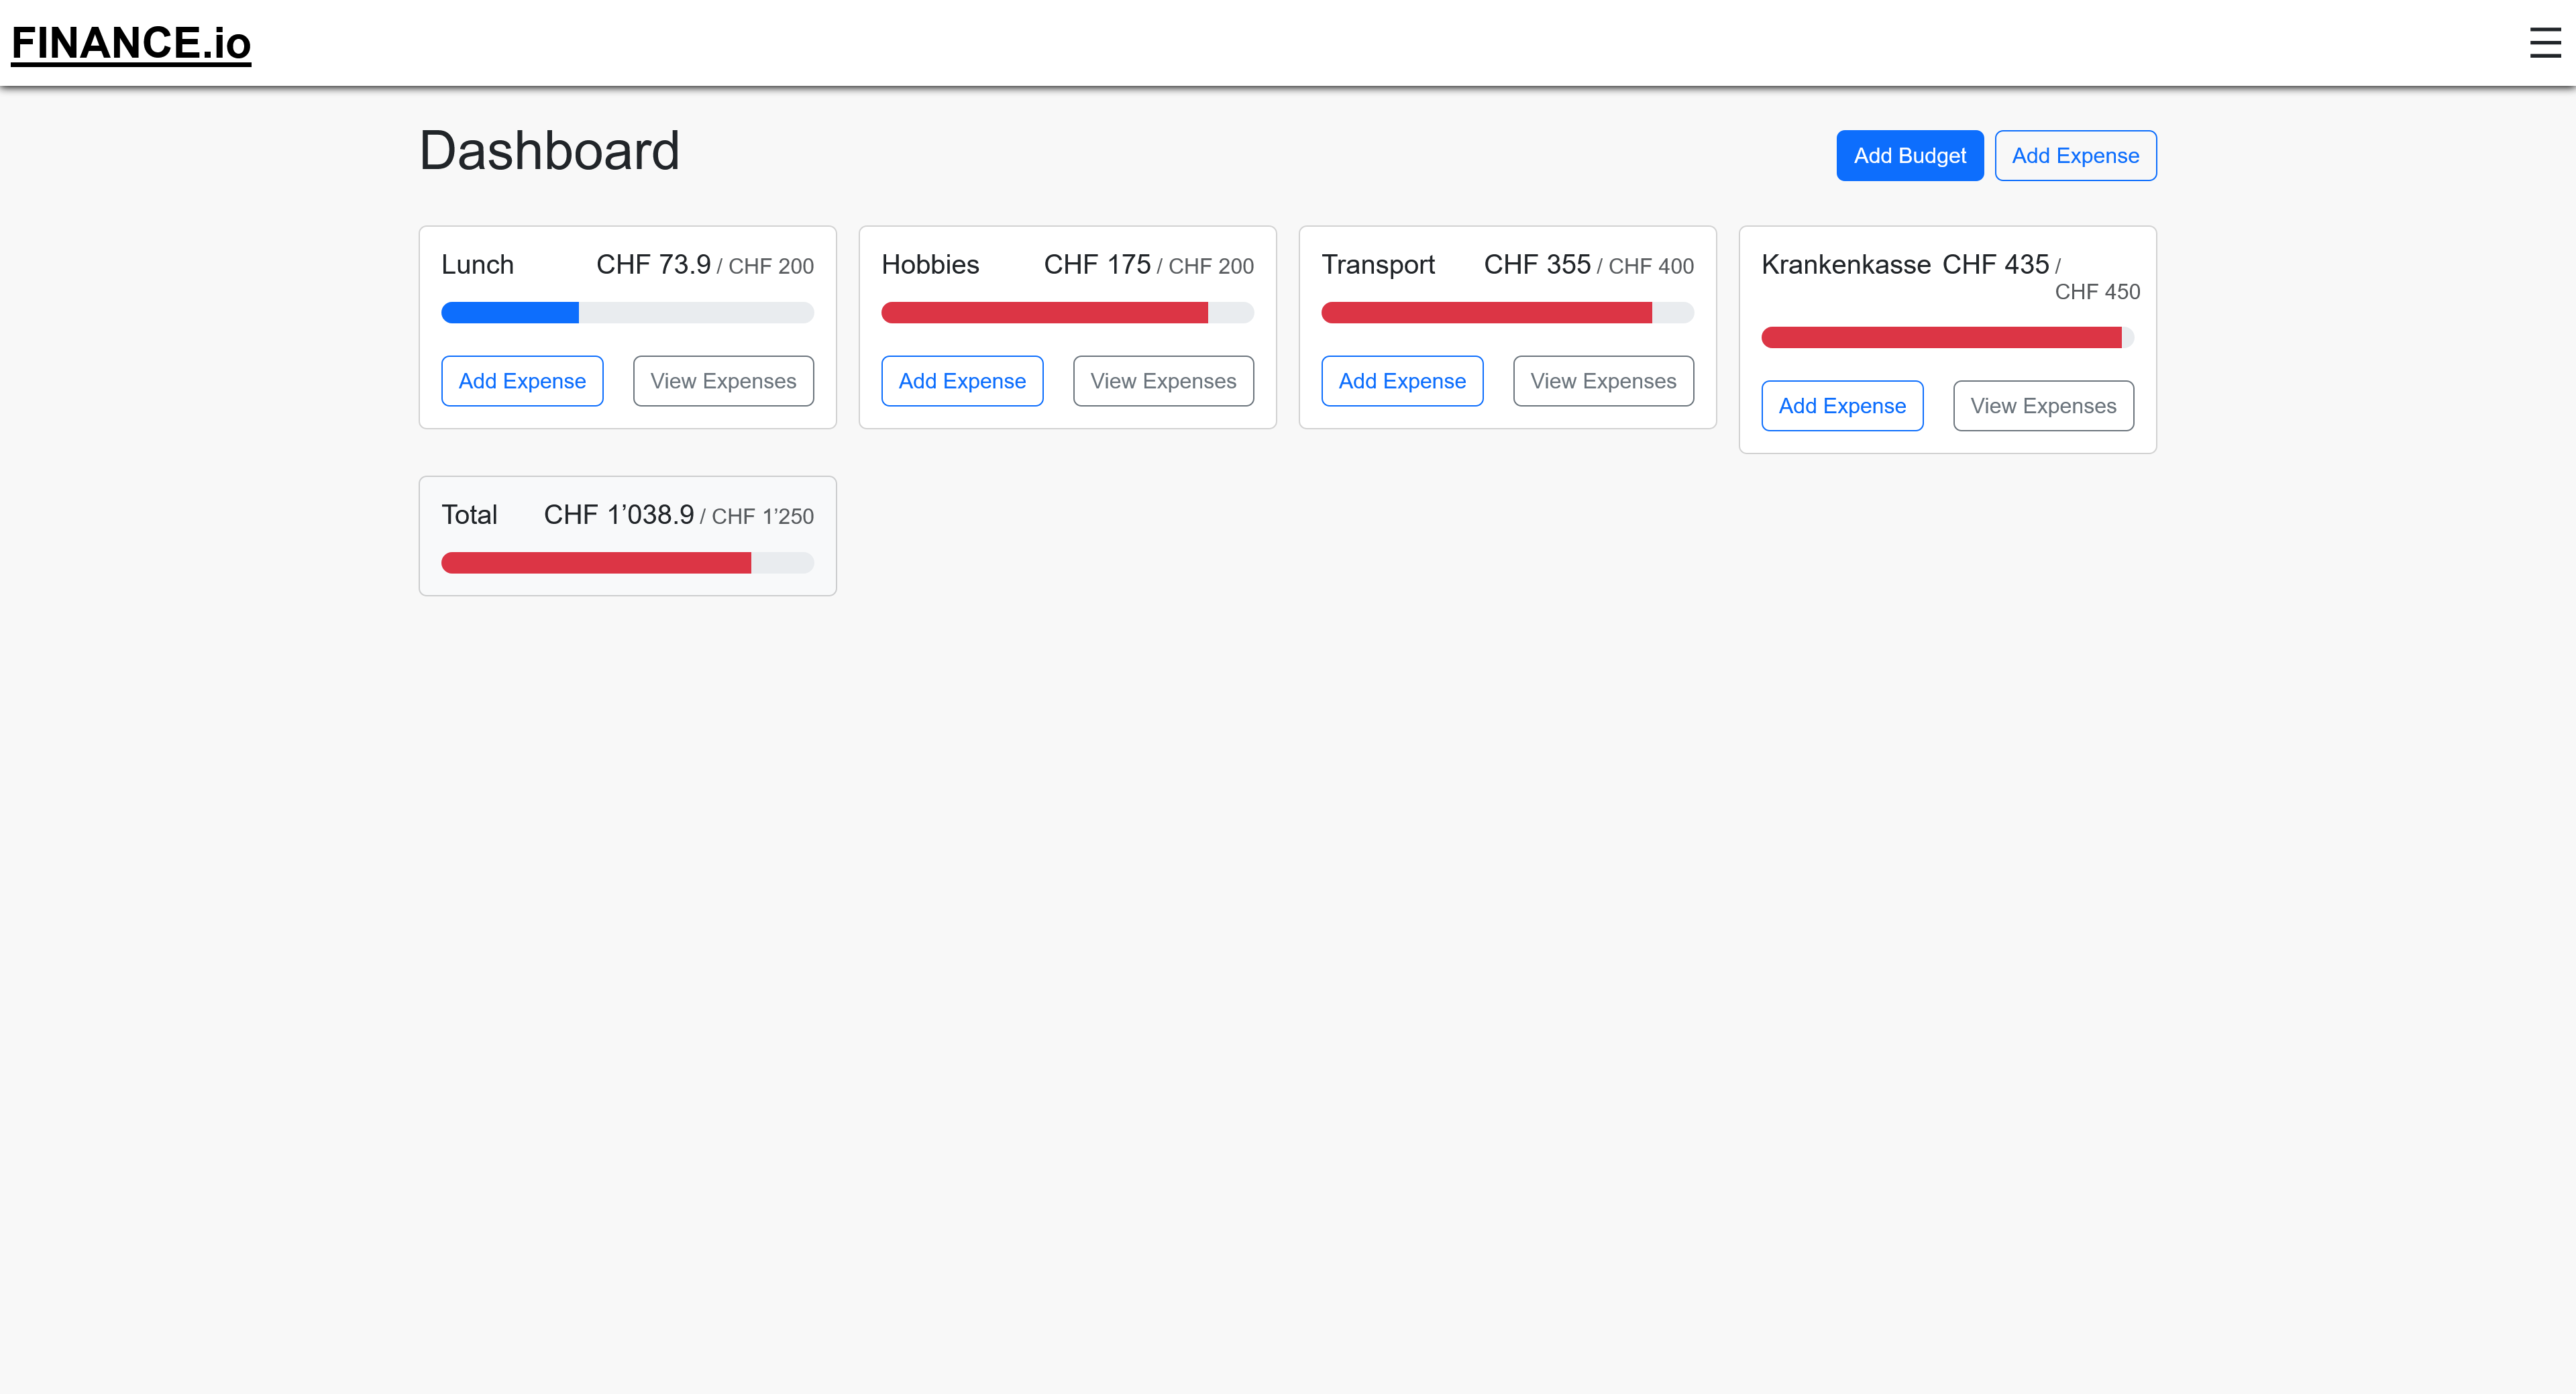 FINANCE.io
Dashboard
Add Budget
Add Expense
Lunch CHF 73.9 / CHF 200
Add Expense
View Expenses
Hobbies CHF 175 / CHF 200
Add Expense
View Expenses
Transport CHF 355 / CHF 400
Add Expense
View Expenses
Krankenkasse CHF 435 /
CHF 450
Add Expense
View Expenses
Total CHF 1’038.9 / CHF 1’250